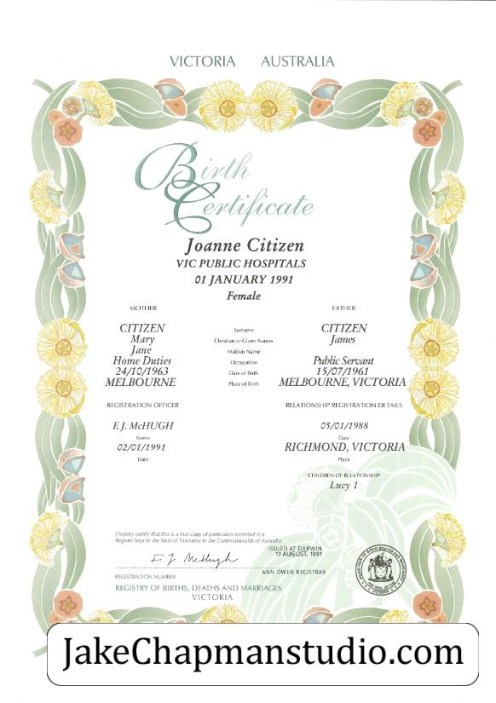 VICTORIA AUSTRALIA
Birth
Certificate
Joanne Citizen
VIC PUBLIC HOSPITALS
01 JANUARY 1991
Female
MOTHER FATHER
CITIZEN Surname CITIZEN
Mary Christian or Given Names James
Jane Maiden Name
Home Duties Occupation Public Servant
24/10/1963 Date of Birth 15/07/1961
MELBOURNE Place of Birth MELBOURNE, VICTORIA
REGISTRATION OFFICER RELATIONSHIP REGISTRATION DETAILS
F.J. McHUGH 05/01/1988
Name Date
02/01/1991 RICHMOND, VICTORIA
Date Place
CHILDREN OF RELATIONSHIP
Lucy 1
I hereby certify that this is a true copy of particulars recorded in a
Register kept in the State of Tasmania in the Commonwealth of Australia
ISSUED AT DARWIN
17 AUGUST, 1991
F. J. McHugh
ANN OWEN REGISTRAR
REGISTRATION NUMBER
REGISTRY OF BIRTHS, DEATHS AND MARRIAGES
VICTORIA
JakeChapmanstudio.com